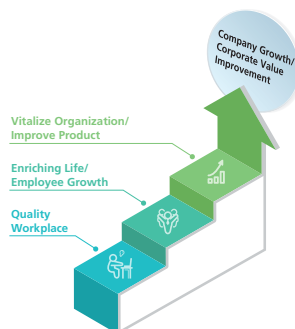 Company Growth/
Corporate Value
Improvement
Vitalize Organization/
Improve Product
Enriching Life/
Employee Growth
Quality
Workplace